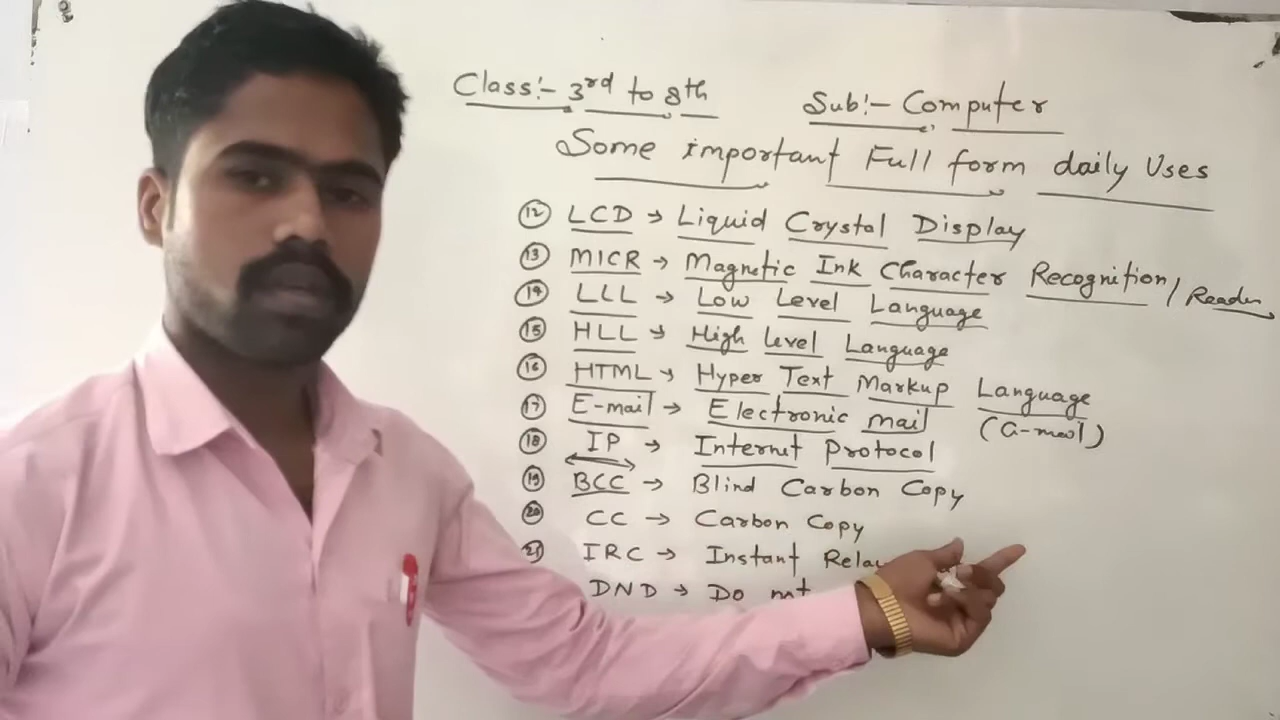 Class:- 3rd to 8th
Sub:- Computer
Some important Full form daily Uses
12 LCD → Liquid Crystal Display
13 MICR → Magnetic Ink Character Recognition/Reader
14 LLL → Low Level Language
15 HLL → High Level Language
16 HTML → Hyper Text Markup Language
17 E-mail → Electronic mail (G-mail)
18 IP → Internet Protocol
19 BCC → Blind Carbon Copy
20 CC → Carbon Copy
21 IRC → Instant
DND → Do not